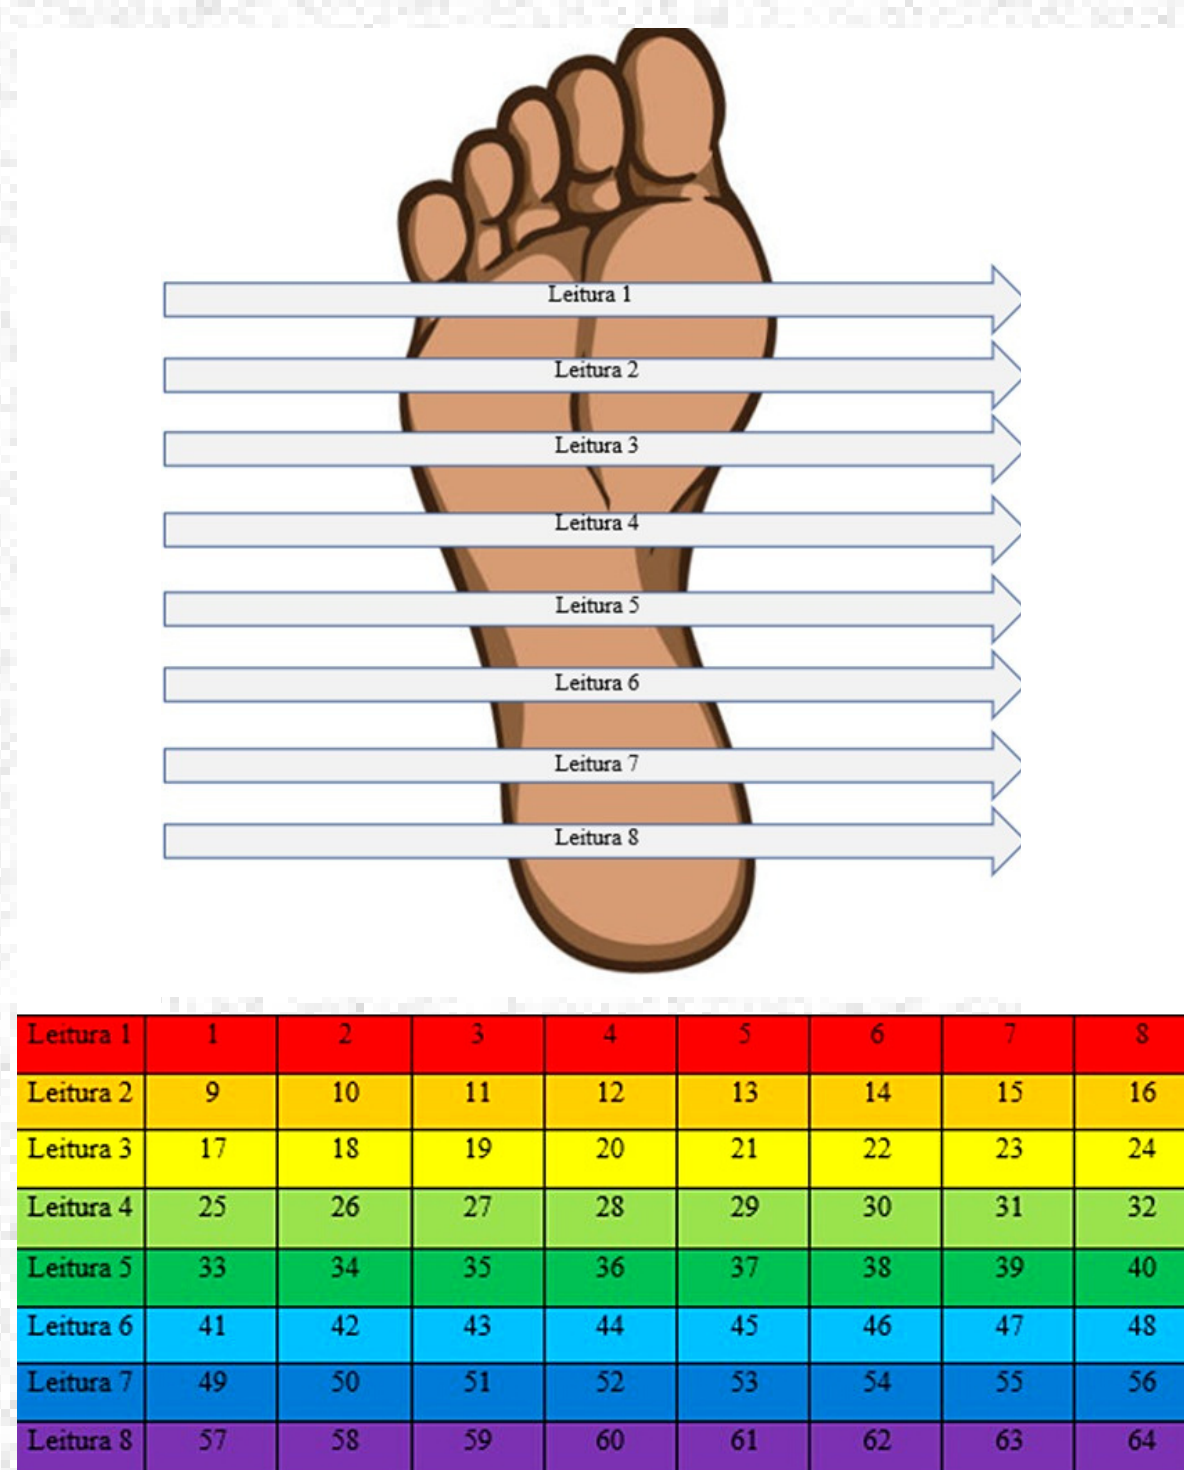 Leitura 1
Leitura 2
Leitura 3
Leitura 4
Leitura 5
Leitura 6
Leitura 7
Leitura 8
Leitura 1 1 2 3 4 5 6 7 8
Leitura 2 9 10 11 12 13 14 15 16
Leitura 3 17 18 19 20 21 22 23 24
Leitura 4 25 26 27 28 29 30 31 32
Leitura 5 33 34 35 36 37 38 39 40
Leitura 6 41 42 43 44 45 46 47 48
Leitura 7 49 50 51 52 53 54 55 56
Leitura 8 57 58 59 60 61 62 63 64